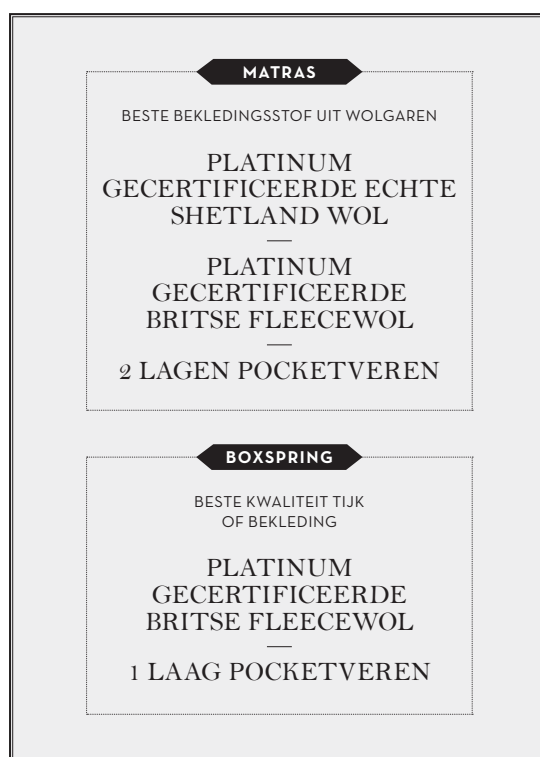 MATRAS
BESTE BEKLEDINGSSTOF UIT WOLGAREN
PLATINUM
GECERTIFICEERDE ECHTE
SHETLAND WOL
PLATINUM
GECERTIFICEERDE
BRITSE FLEECEWOL
2 LAGEN POCKETVEREN
BOXSPRING
BESTE KWALITEIT TIJK
OF BEKLEDING
PLATINUM
GECERTIFICEERDE
BRITSE FLEECEWOL
1 LAAG POCKETVEREN